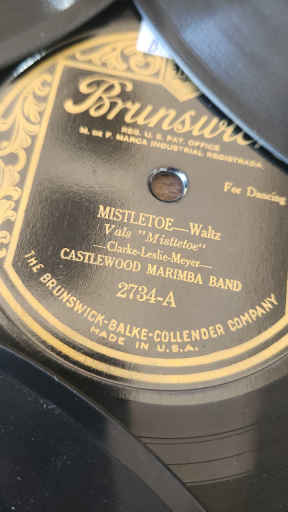 Brunswick
REG. U.S. PAT. OFFICE
M. DE F. MARCA INDUSTRIAL REGISTRADA.
For Dancing
MISTLETOE—Waltz
Vals "Mistletoe"
—Clarke-Leslie-Meyer—
CASTLEWOOD MARIMBA BAND
2734-A
THE BRUNSWICK-BALKE-COLLENDER COMPANY
MADE IN U.S.A.